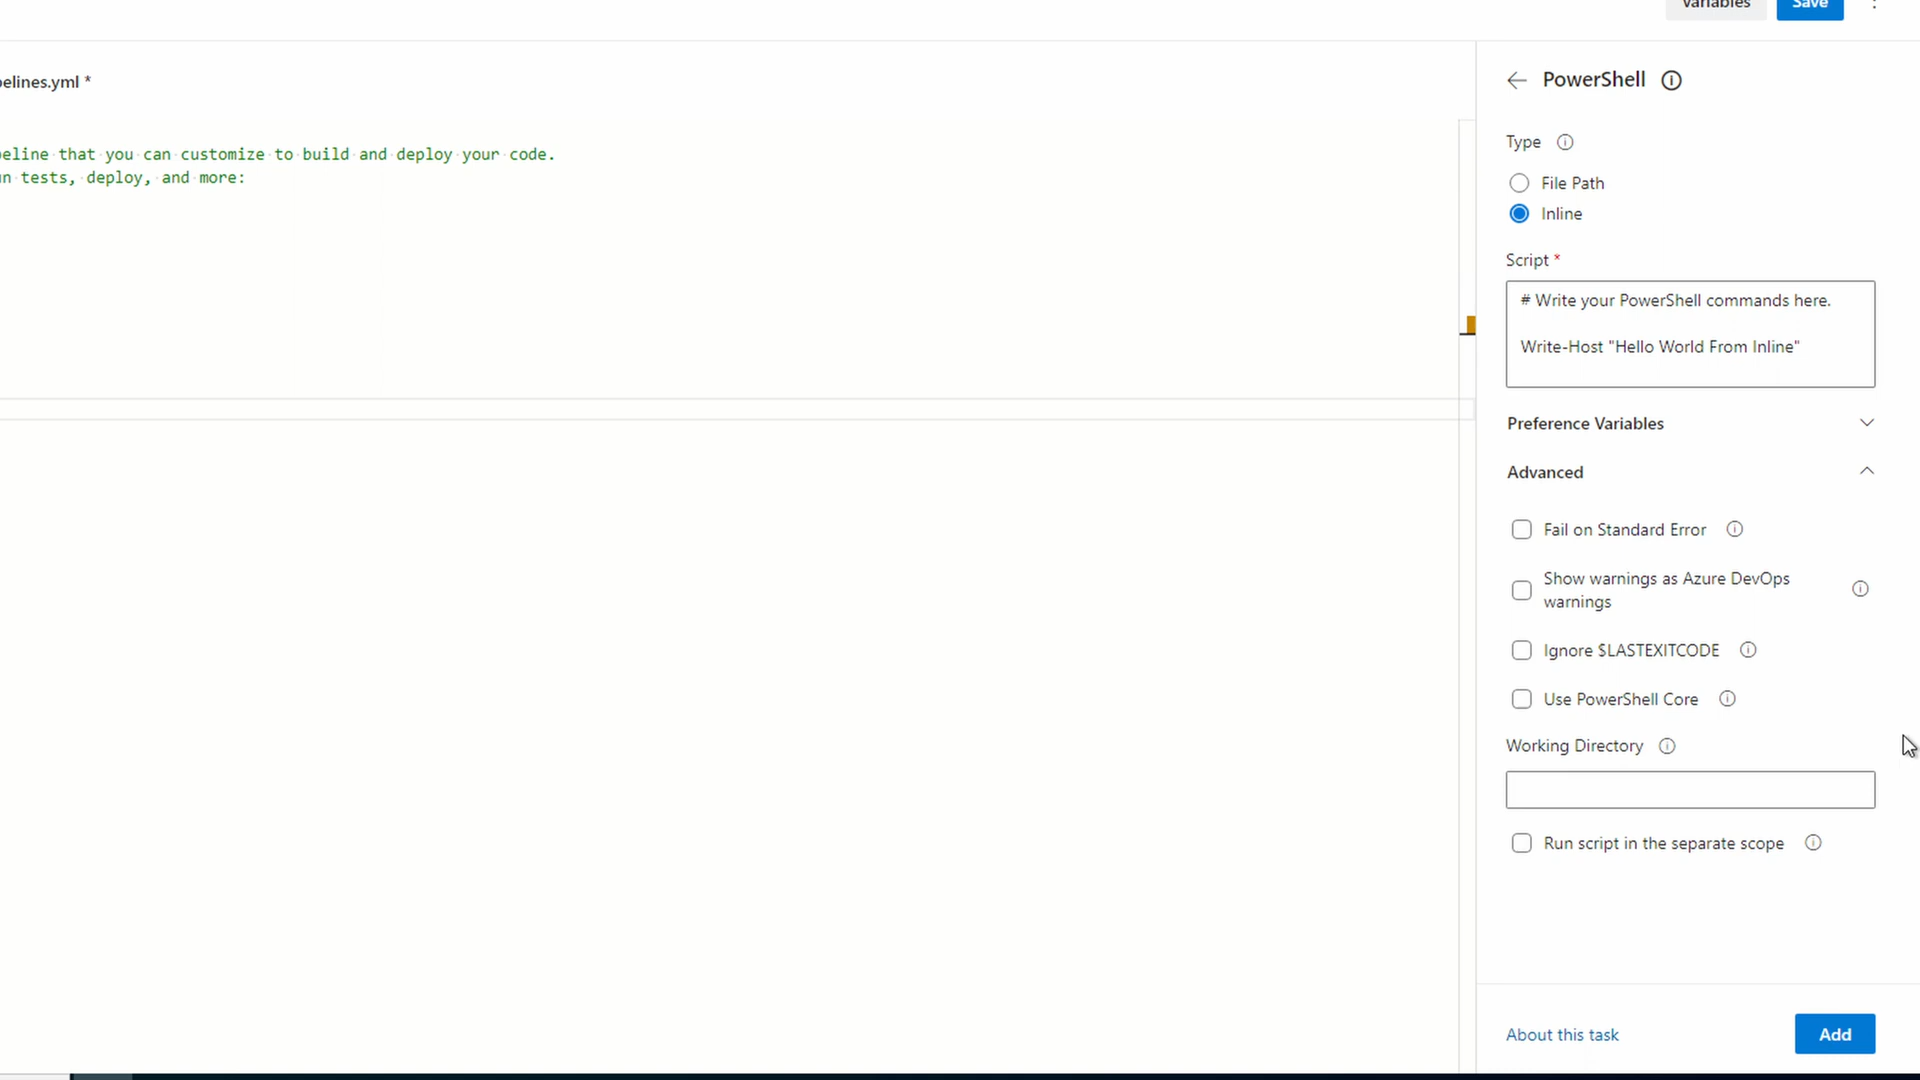 Variables
Save
elines.yml *
eline that you can customize to build and deploy your code.
n tests, deploy, and more:
PowerShell
Type
File Path
Inline
Script *
# Write your PowerShell commands here.
Write-Host "Hello World From Inline"
Preference Variables
Advanced
Fail on Standard Error
Show warnings as Azure DevOps
warnings
Ignore $LASTEXITCODE
Use PowerShell Core
Working Directory
Run script in the separate scope
About this task
Add